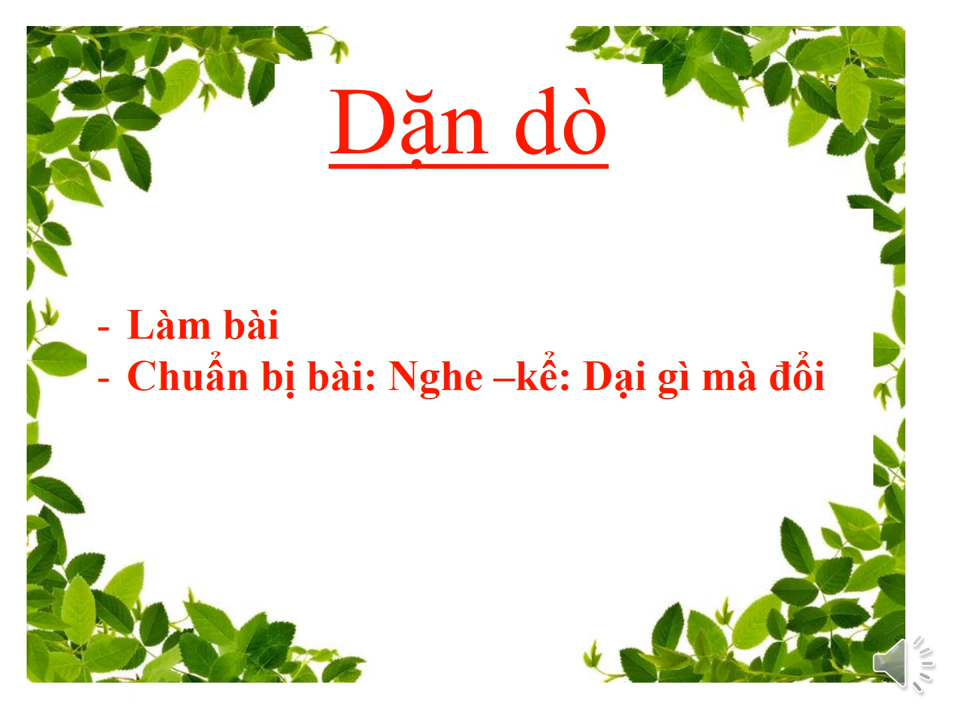 Dặn dò
- Làm bài
- Chuẩn bị bài: Nghe –kể: Dại gì mà đổi